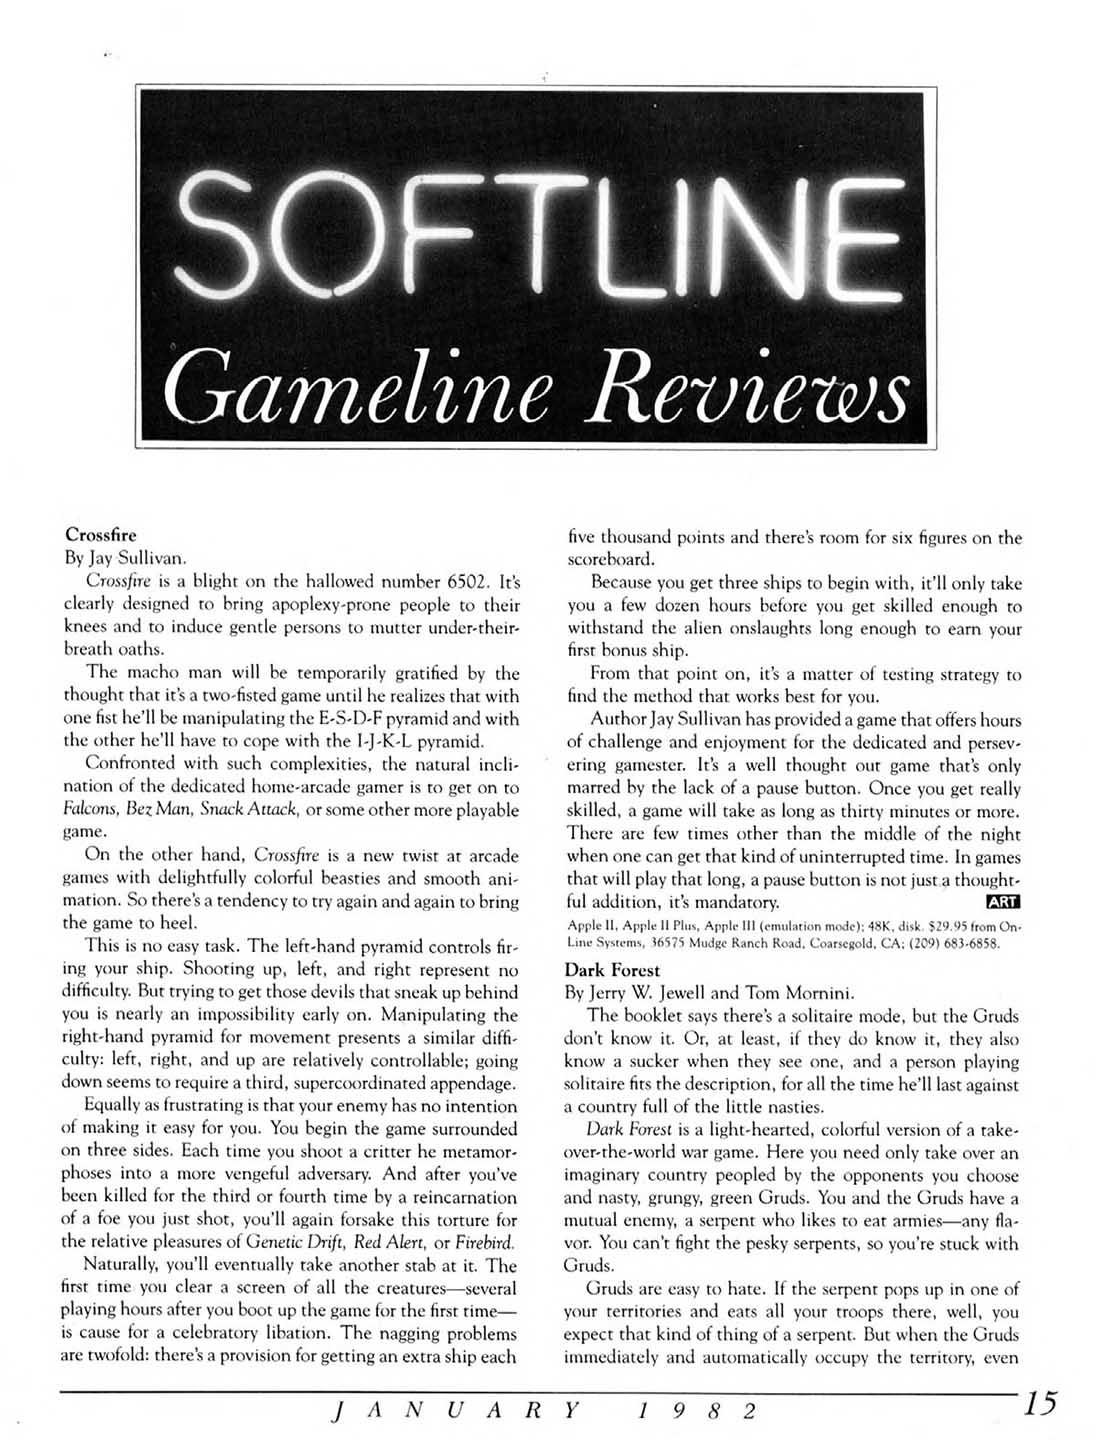 SOFTLINE
Gameline Reviews
Crossfire
By Jay Sullivan.
Crossfire is a blight on the hallowed number 6502. It's
clearly designed to bring apoplexy-prone people to their
knees and to induce gentle persons to mutter under-their-
breath oaths.
The macho man will be temporarily gratified by the
thought that it's a two-fisted game until he realizes that with
one fist he'll be manipulating the E-S-D-F pyramid and with
the other he'll have to cope with the I-J-K-L pyramid.
Confronted with such complexities, the natural incli-
nation of the dedicated home-arcade gamer is to get on to
Falcons, Bez Man, Snack Attack, or some other more playable
game.
On the other hand, Crossfire is a new twist at arcade
games with delightfully colorful beasties and smooth ani-
mation. So there's a tendency to try again and again to bring
the game to heel.
This is no easy task. The left-hand pyramid controls fir-
ing your ship. Shooting up, left, and right represent no
difficulty. But trying to get those devils that sneak up behind
you is nearly an impossibility early on. Manipulating the
right-hand pyramid for movement presents a similar diffi-
culty: left, right, and up are relatively controllable; going
down seems to require a third, supercoordinated appendage.
Equally as frustrating is that your enemy has no intention
of making it easy for you. You begin the game surrounded
on three sides. Each time you shoot a critter he metamor-
phoses into a more vengeful adversary. And after you've
been killed for the third or fourth time by a reincarnation
of a foe you just shot, you'll again forsake this torture for
the relative pleasures of Genetic Drift, Red Alert, or Firebird.
Naturally, you'll eventually take another stab at it. The
first time you clear a screen of all the creatures—several
playing hours after you boot up the game for the first time—
is cause for a celebratory libation. The nagging problems
are twofold: there's a provision for getting an extra ship each
five thousand points and there's room for six figures on the
scoreboard.
Because you get three ships to begin with, it'll only take
you a few dozen hours before you get skilled enough to
withstand the alien onslaughts long enough to earn your
first bonus ship.
From that point on, it's a matter of testing strategy to
find the method that works best for you.
Author Jay Sullivan has provided a game that offers hours
of challenge and enjoyment for the dedicated and persev-
ering gamester. It's a well thought out game that's only
marred by the lack of a pause button. Once you get really
skilled, a game will take as long as thirty minutes or more.
There are few times other than the middle of the night
when one can get that kind of uninterrupted time. In games
that will play that long, a pause button is not just a thought-
ful addition, it's mandatory. ART
Apple II, Apple II Plus, Apple III (emulation mode); 48K, disk. $29.95 from On-
Line Systems, 36575 Mudge Ranch Road, Coarsegold, CA; (209) 683-6858.
Dark Forest
By Jerry W. Jewell and Tom Mornini.
The booklet says there's a solitaire mode, but the Gruds
don't know it. Or, at least, if they do know it, they also
know a sucker when they see one, and a person playing
solitaire fits the description, for all the time he'll last against
a country full of the little nasties.
Dark Forest is a light-hearted, colorful version of a take-
over-the-world war game. Here you need only take over an
imaginary country peopled by the opponents you choose
and nasty, grungy, green Gruds. You and the Gruds have a
mutual enemy, a serpent who likes to eat armies—any fla-
vor. You can't fight the pesky serpents, so you're stuck with
Gruds.
Gruds are easy to hate. If the serpent pops up in one of
your territories and eats all your troops there, well, you
expect that kind of thing of a serpent. But when the Gruds
immediately and automatically occupy the territory, even
JANUARY 1982 15